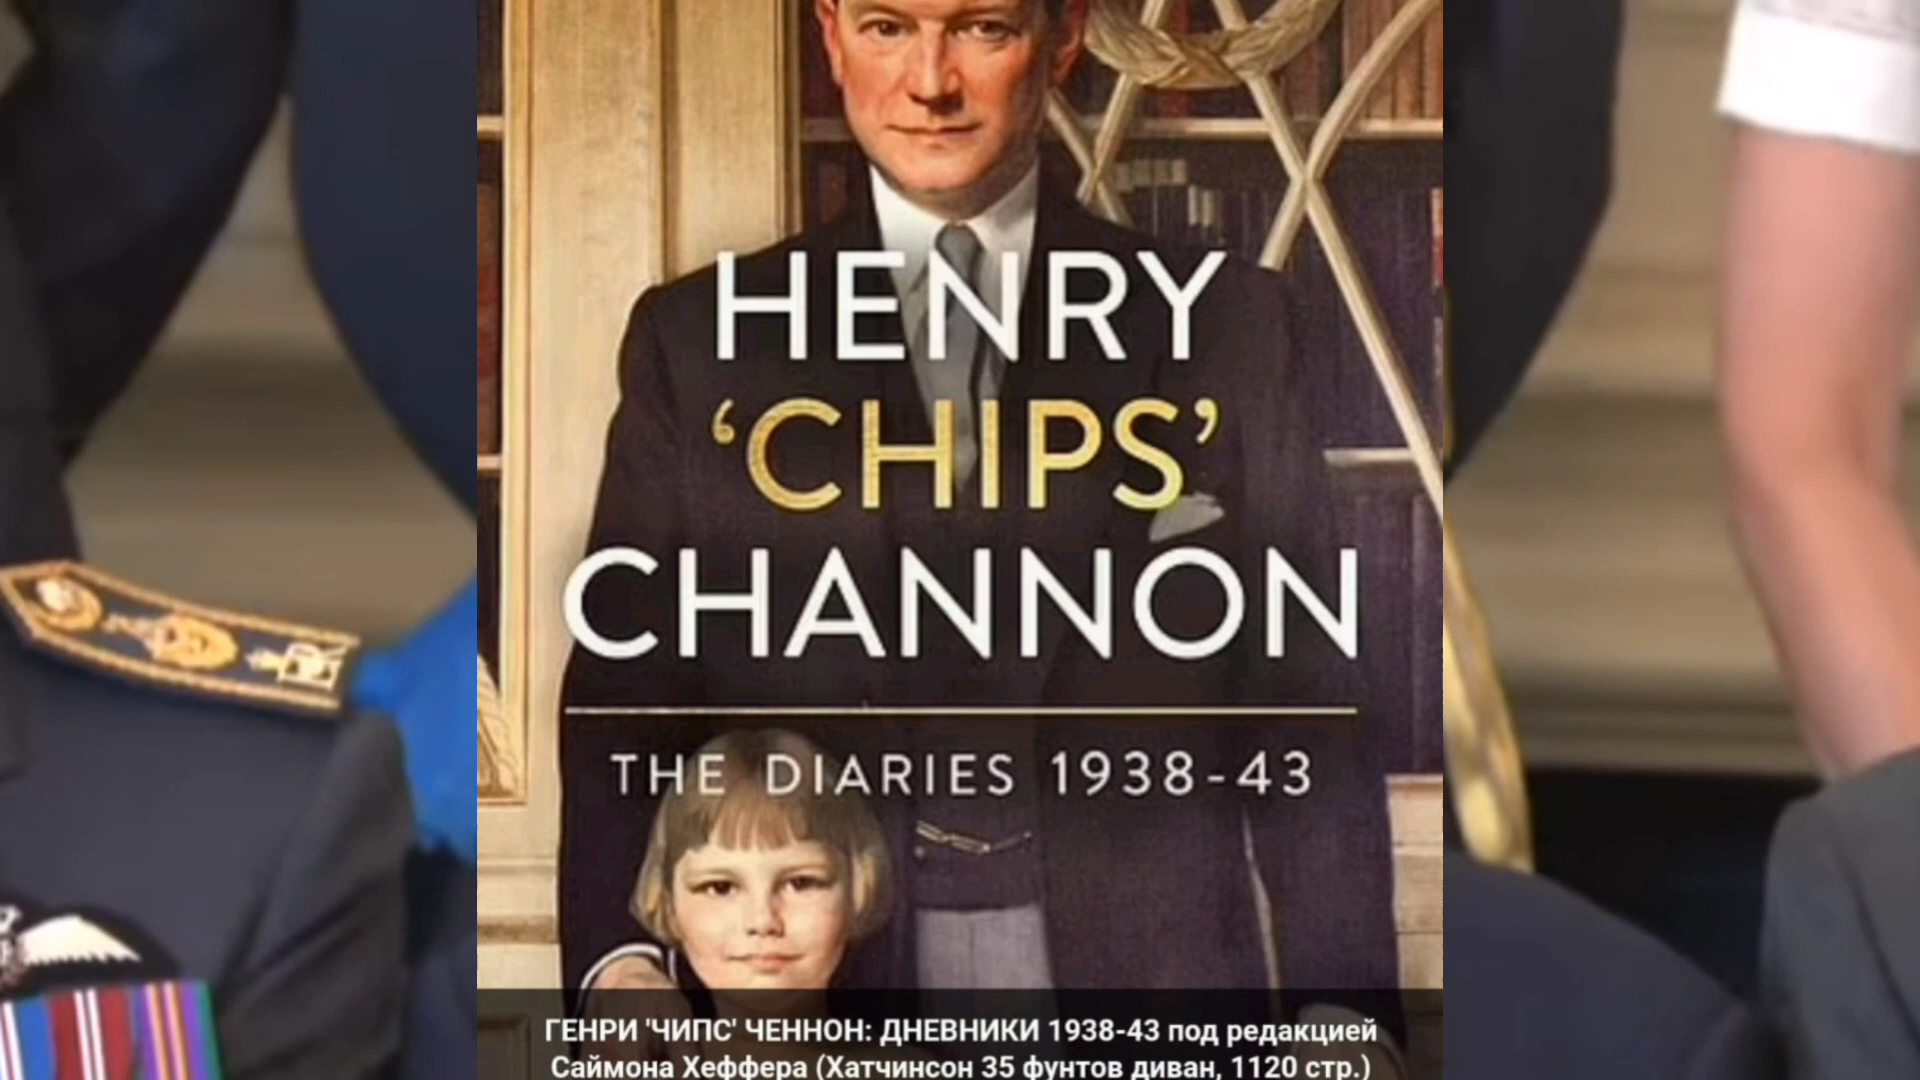 HENRY
‘CHIPS’
CHANNON
THE DIARIES 1938-43
ГЕНРИ 'ЧИПС' ЧЕННОН: ДНЕВНИКИ 1938-43 под редакцией
Саймона Хеффера (Хатчинсон 35 фунтов диван, 1120 стр.)